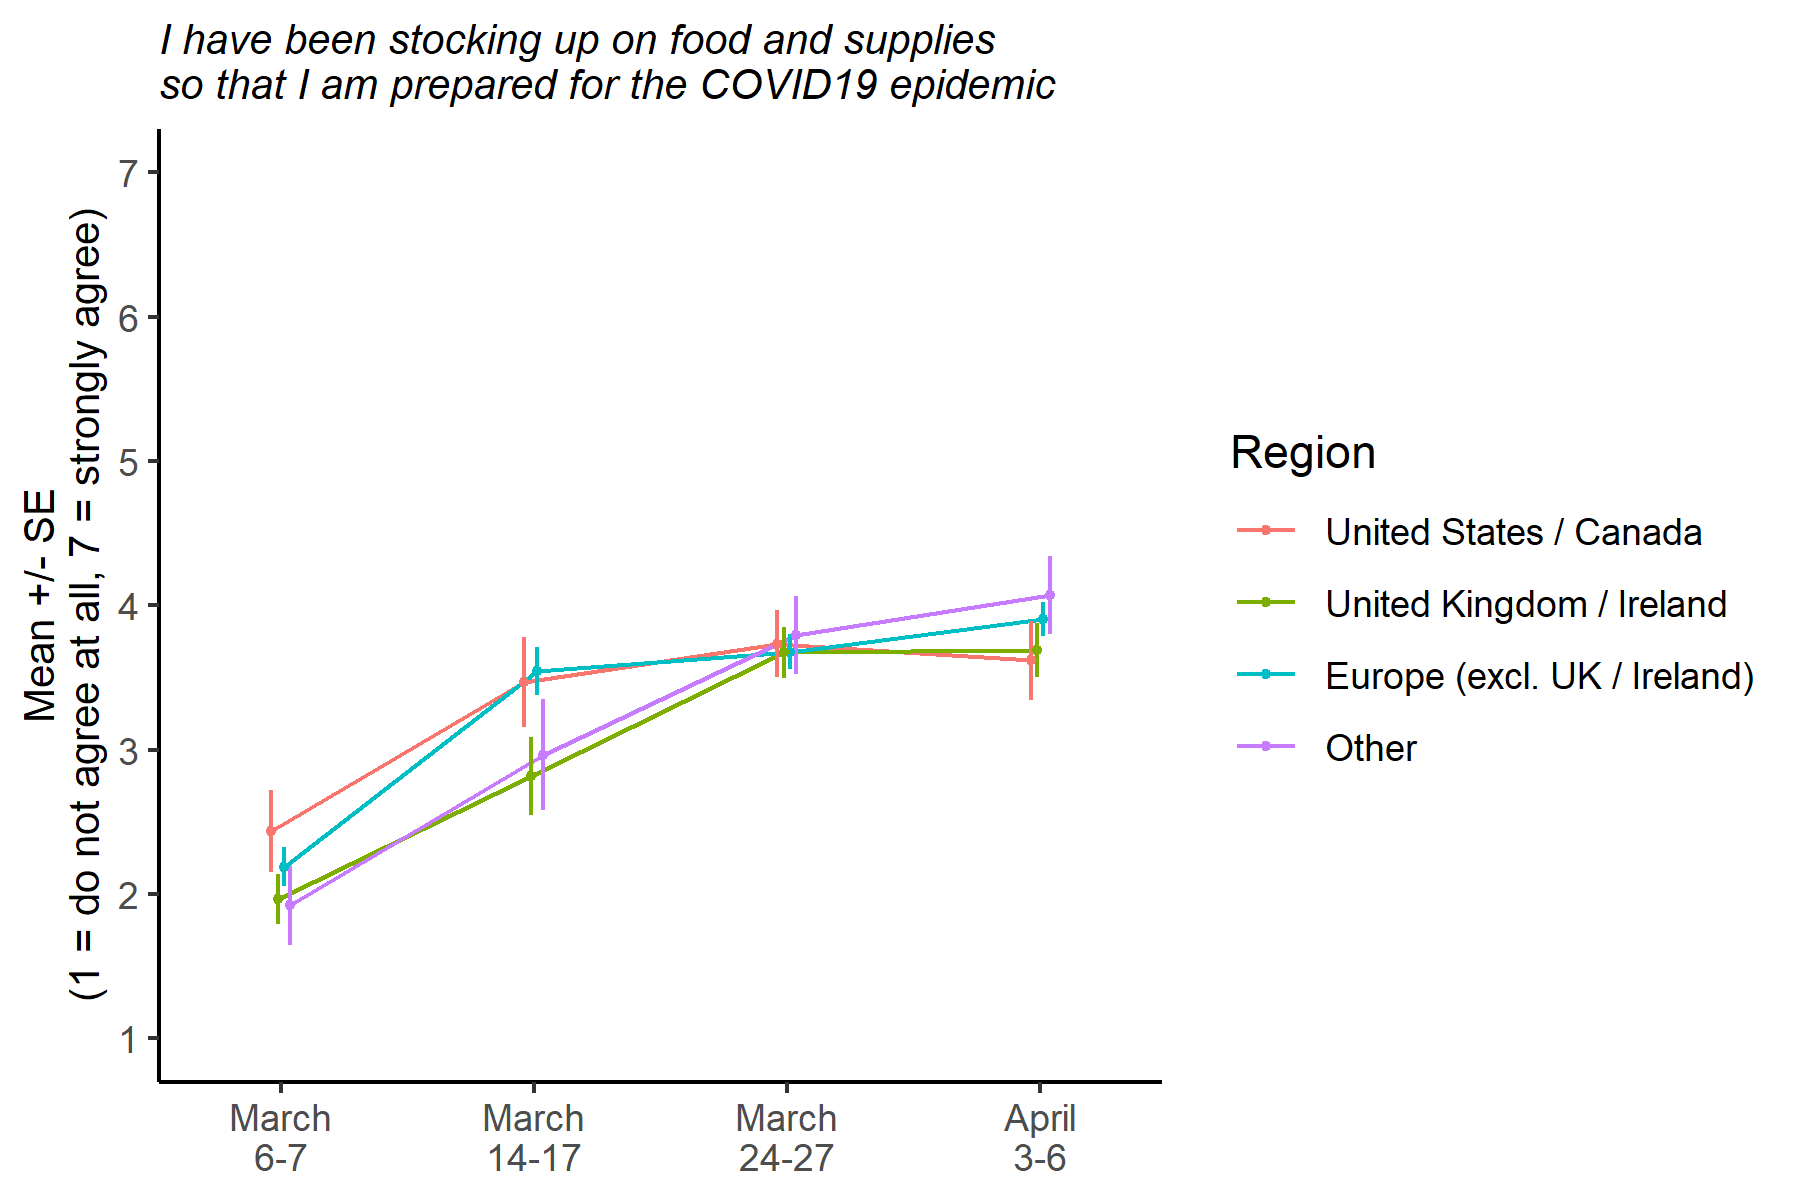 I have been stocking up on food and supplies
so that I am prepared for the COVID19 epidemic
Mean +/- SE
(1 = do not agree at all, 7 = strongly agree)
7
6
5
4
3
2
1
March
6-7
March
14-17
March
24-27
April
3-6
Region
United States / Canada
United Kingdom / Ireland
Europe (excl. UK / Ireland)
Other